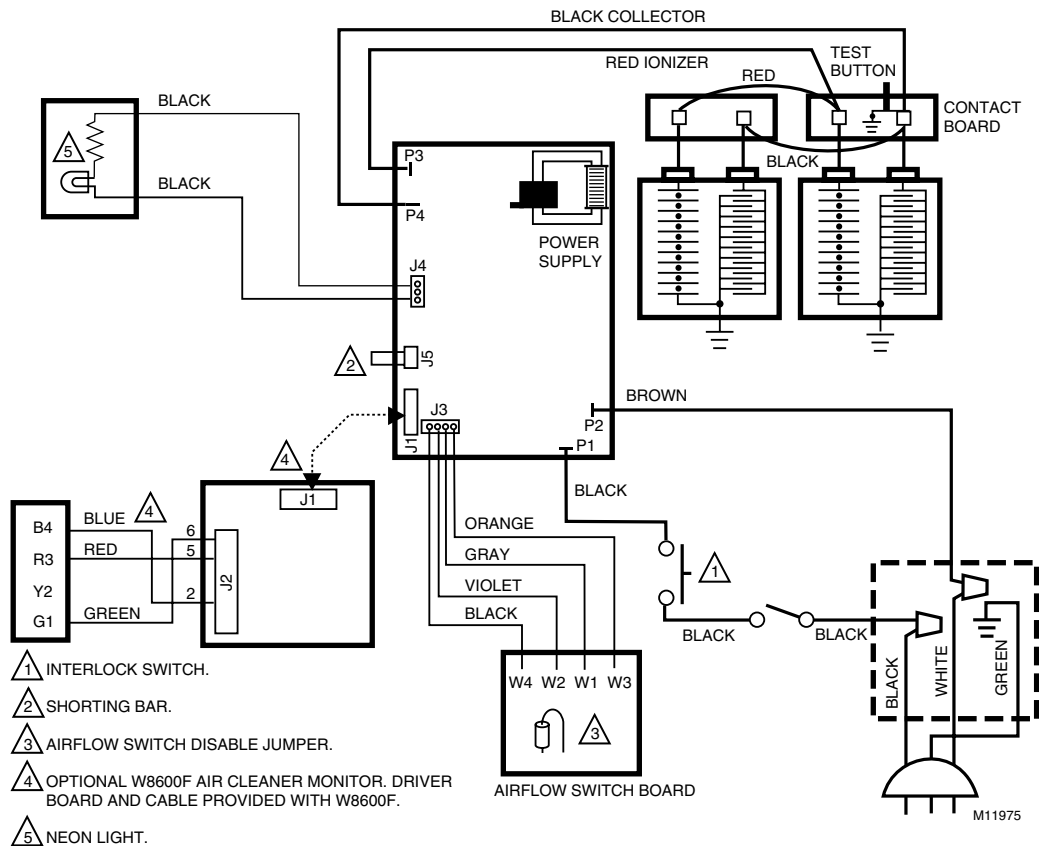 BLACK COLLECTOR
RED IONIZER
TEST
BUTTON
RED
CONTACT
BOARD
BLACK
5
BLACK
P3
P4
POWER
SUPPLY
BLACK
J4
2
J5
J1
J3
P2
BROWN
P1
BLACK
4
J1
B4
R3
Y2
G1
BLUE
4
RED
GREEN
6
5
2
J2
ORANGE
GRAY
VIOLET
BLACK
1
BLACK
BLACK
BLACK
WHITE
GREEN
W4 W2 W1 W3
3
AIRFLOW SWITCH BOARD
1 INTERLOCK SWITCH.
2 SHORTING BAR.
3 AIRFLOW SWITCH DISABLE JUMPER.
4 OPTIONAL W8600F AIR CLEANER MONITOR. DRIVER
BOARD AND CABLE PROVIDED WITH W8600F.
5 NEON LIGHT.
M11975